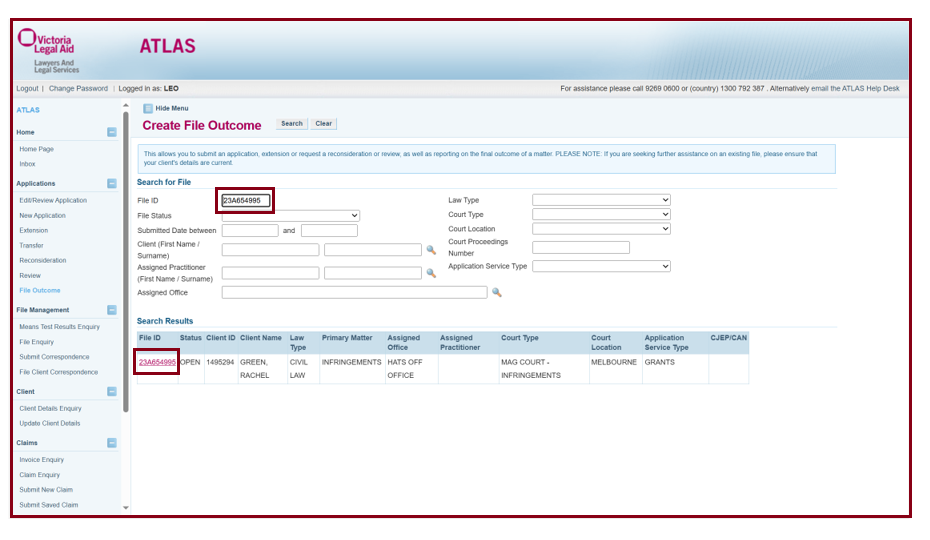 Victoria
Legal Aid
Lawyers And
Legal Services
ATLAS
Logout | Change Password | Logged in as: LEO
For assistance please call 9269 0600 or (country) 1300 792 387 . Alternatively email the ATLAS Help Desk
ATLAS
Home
Home Page
Inbox
Applications
Edit/Review Application
New Application
Extension
Transfer
Reconsideration
Review
File Outcome
File Management
Means Test Results Enquiry
File Enquiry
Submit Correspondence
File Client Correspondence
Client
Client Details Enquiry
Update Client Details
Claims
Invoice Enquiry
Claim Enquiry
Submit New Claim
Submit Saved Claim
Hide Menu
Create File Outcome Search Clear
This allows you to submit an application, extension or request a reconsideration or review, as well as reporting on the final outcome of a matter. PLEASE NOTE: If you are seeking further assistance on an existing file, please ensure that
your client's details are current.
Search for File
File ID 23A654995
File Status
Submitted Date between and
Client (First Name /
Surname)
Assigned Practitioner
(First Name / Surname)
Assigned Office
Law Type
Court Type
Court Location
Court Proceedings
Number
Application Service Type
Search Results
File ID Status Client ID Client Name Law Type Primary Matter Assigned Office Assigned Practitioner Court Type Court Location Application Service Type CJEP/CAN
23A654995 OPEN 1495294 GREEN, CIVIL INFRINGEMENTS HATS OFF MAG COURT - MELBOURNE GRANTS
RACHEL LAW OFFICE INFRINGEMENTS